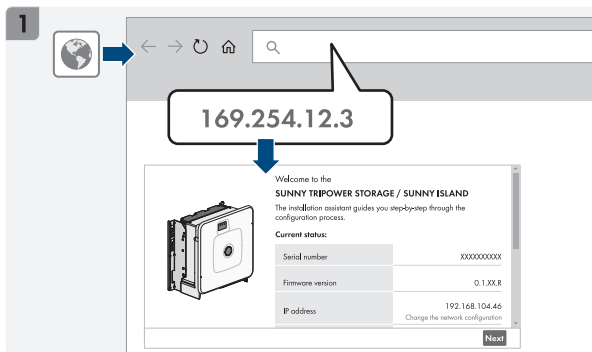 1
169.254.12.3
Welcome to the
SUNNY TRIPOWER STORAGE / SUNNY ISLAND
The installation assistant guides you step-by-step through the
configuration process.
Current status:
Serial number XXXXXXXXXX
Firmware version 0.1.XX.R
IP address 192.168.104.46
Change the network configuration
Next